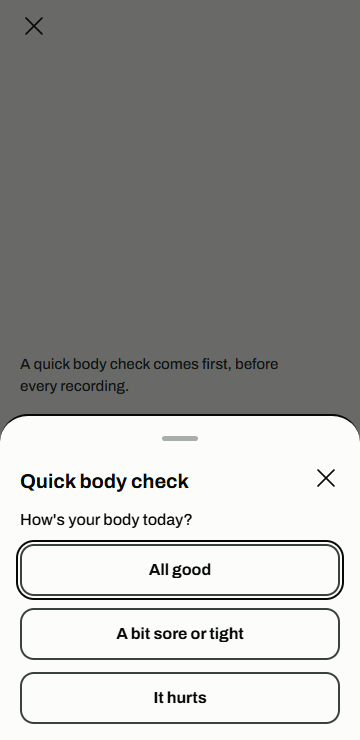 A quick body check comes first, before
every recording.
Quick body check
How's your body today?
All good
A bit sore or tight
It hurts